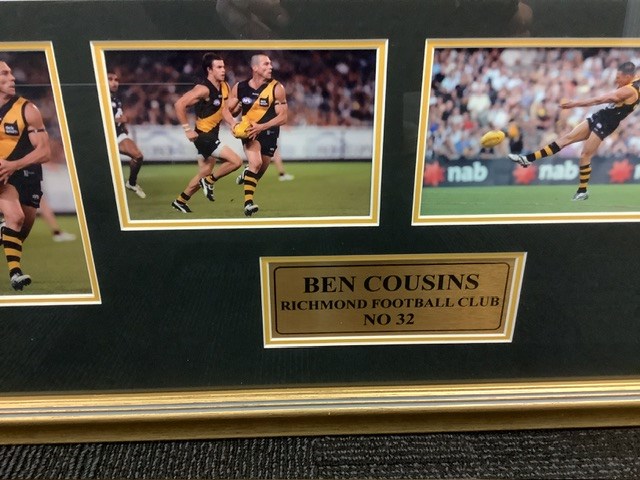 nab
nab
BEN COUSINS
RICHMOND FOOTBALL CLUB
NO 32